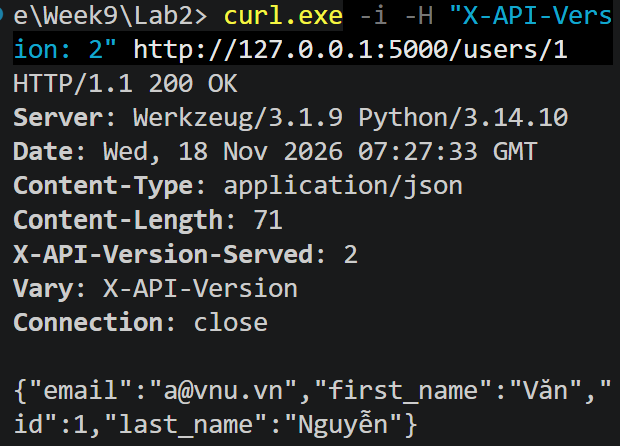 e\Week9\Lab2> curl.exe -i -H "X-API-Vers
ion: 2" http://127.0.0.1:5000/users/1
HTTP/1.1 200 OK
Server: Werkzeug/3.1.9 Python/3.14.10
Date: Wed, 18 Nov 2026 07:27:33 GMT
Content-Type: application/json
Content-Length: 71
X-API-Version-Served: 2
Vary: X-API-Version
Connection: close

{"email":"a@vnu.vn","first_name":"Văn","
id":1,"last_name":"Nguyễn"}